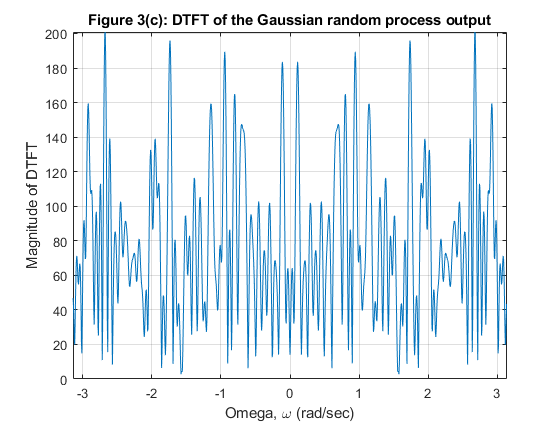 Figure 3(c): DTFT of the Gaussian random process output
200
180
160
140
120
100
80
60
40
20
0
Magnitude of DTFT
-3 -2 -1 0 1 2 3
Omega, ω (rad/sec)